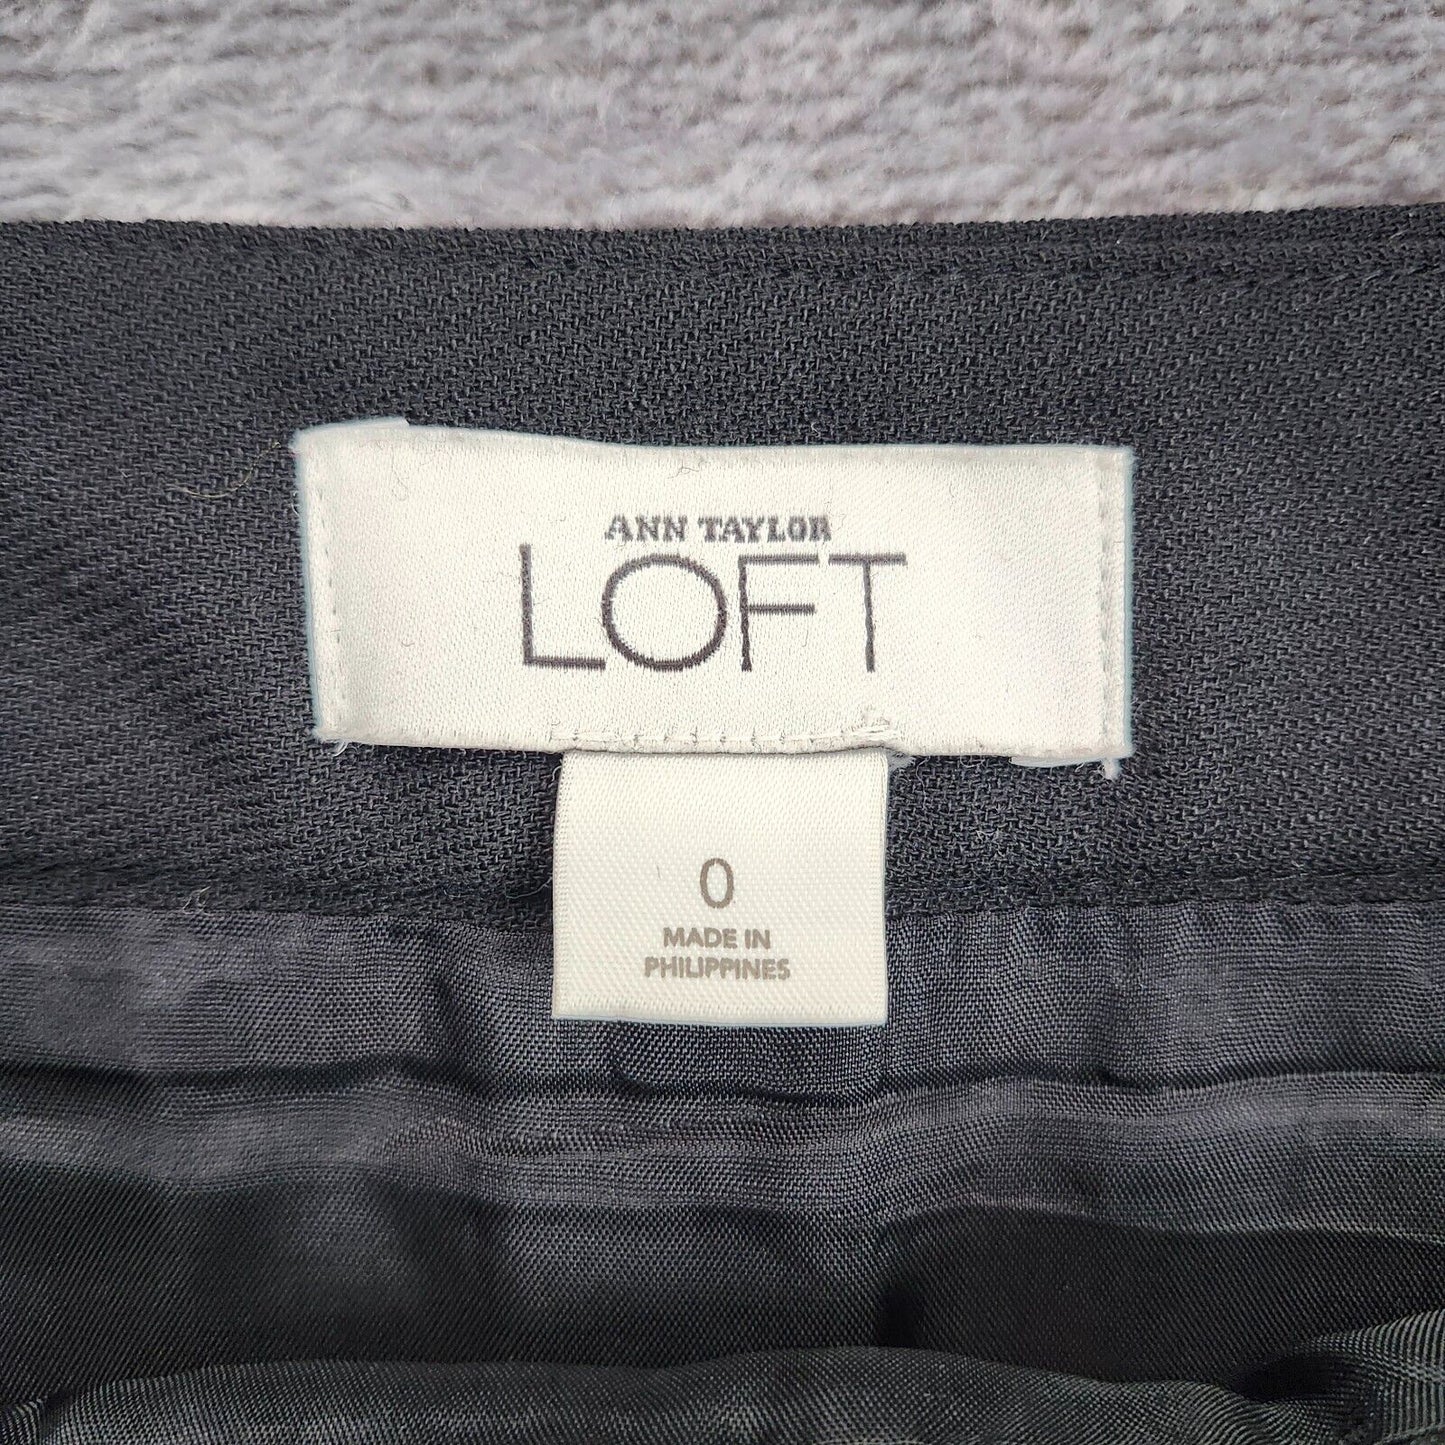 ANN TAYLOR
LOFT
0
MADE IN
PHILIPPINES